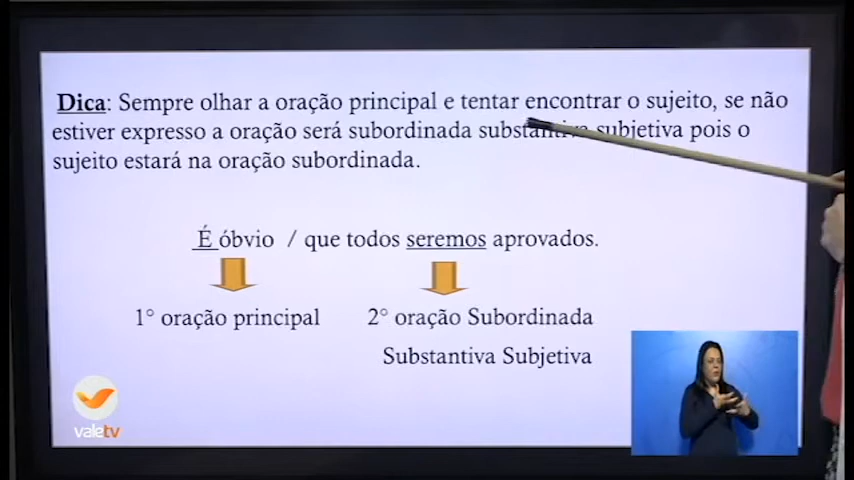 Dica: Sempre olhar a oração principal e tentar encontrar o sujeito, se não
estiver expresso a oração será subordinada substantiva subjetiva pois o
sujeito estará na oração subordinada.
É óbvio / que todos seremos aprovados.
1° oração principal 2° oração Subordinada
Substantiva Subjetiva
valetv